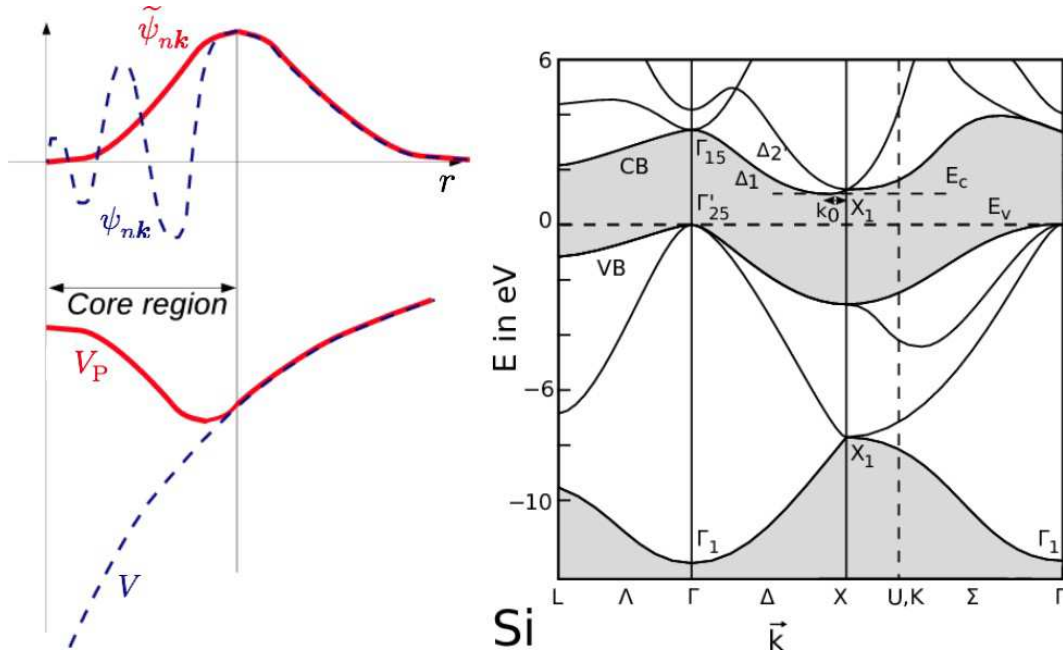 ψ̃nk
r
ψnk
Core region
VP
V
E in eV
6
0
−6
−10
CB
Γ15
Δ2'
Δ1
Ec
k0
X1
Γ'25
Ev
VB
X1
Γ1
Γ1
L Λ Γ Δ X U,K Σ Γ
Si
k⃗